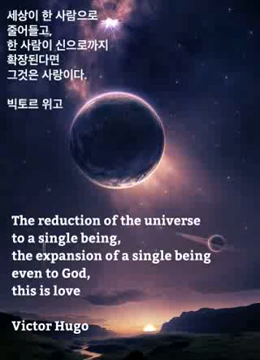 세상이 한 사람으로
줄어들고,
한 사람이 신으로까지
확장된다면
그것은 사랑이다.
빅토르 위고
The reduction of the universe
to a single being,
the expansion of a single being
even to God,
this is love
Victor Hugo